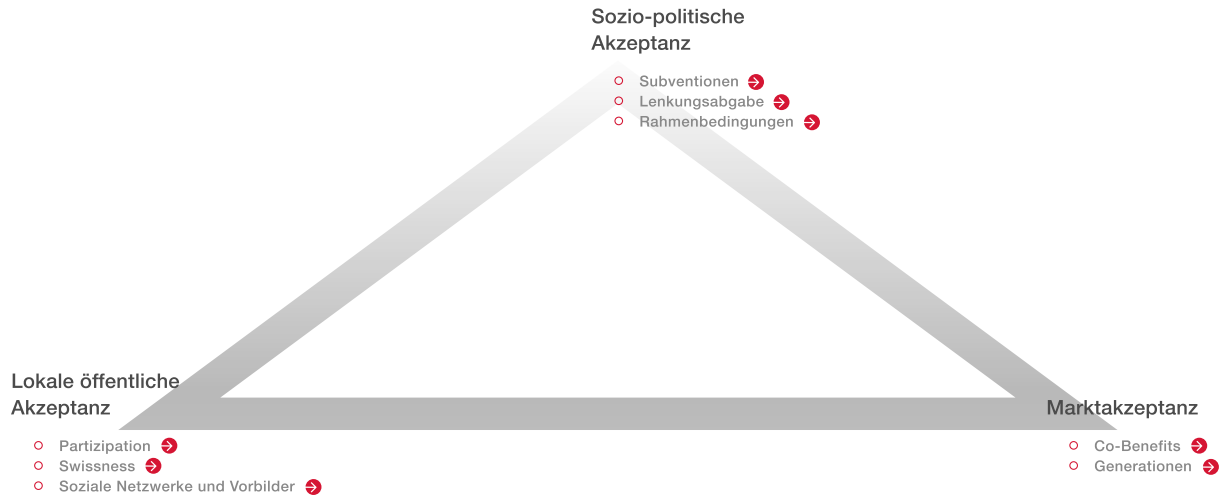 Sozio-politische
Akzeptanz
Subventionen
Lenkungsabgabe
Rahmenbedingungen
Lokale öffentliche
Akzeptanz
Partizipation
Swissness
Soziale Netzwerke und Vorbilder
Marktakzeptanz
Co-Benefits
Generationen